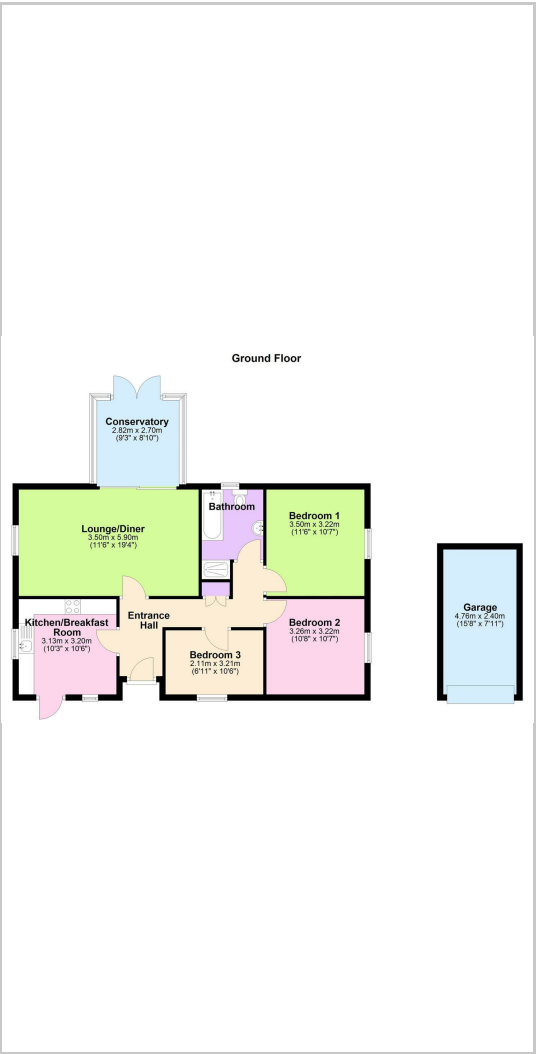 Ground Floor
Conservatory
2.82m x 2.70m
(9'3" x 8'10")
Bathroom
Bedroom 1
3.50m x 3.22m
(11'6" x 10'7")
Lounge/Diner
3.50m x 5.90m
(11'6" x 19'4")
Garage
4.76m x 2.40m
(15'8" x 7'11")
Kitchen/Breakfast
Room
3.13m x 3.20m
(10'3" x 10'6")
Entrance
Hall
Bedroom 2
3.26m x 3.22m
(10'8" x 10'7")
Bedroom 3
2.11m x 3.21m
(6'11" x 10'6")